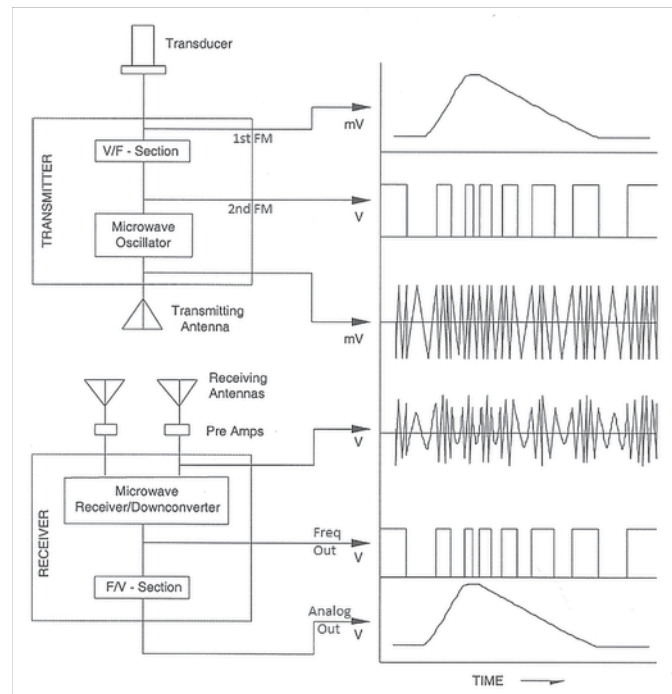 Transducer
1st FM
mV
V/F - Section
TRANSMITTER
2nd FM
V
Microwave
Oscillator
Transmitting
Antenna
mV
Receiving
Antennas
Pre Amps
V
RECEIVER
Microwave
Receiver/Downconverter
Freq
Out
V
F/V - Section
Analog
Out
V
TIME